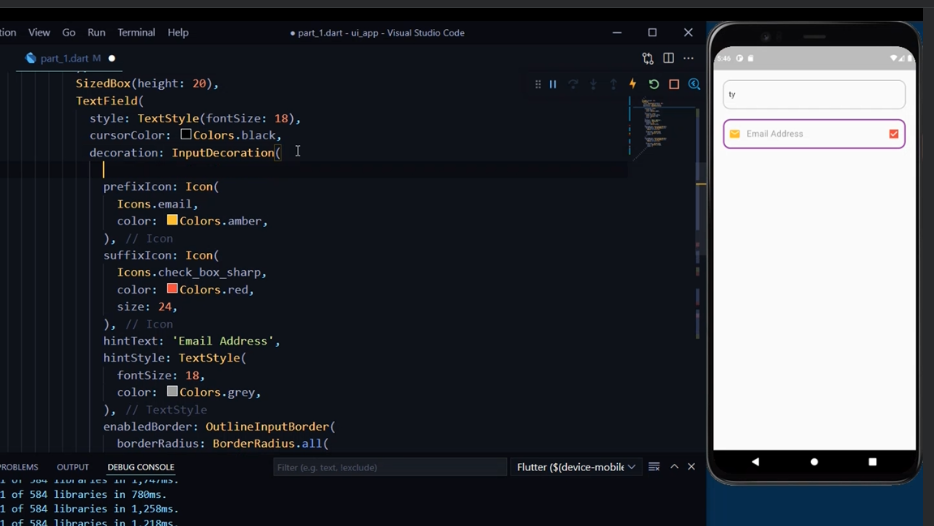 tion View Go Run Terminal Help
● part_1.dart - ui_app - Visual Studio Code
part_1.dart M ●
SizedBox(height: 20),
TextField(
style: TextStyle(fontSize: 18),
cursorColor: Colors.black,
decoration: InputDecoration(
prefixIcon: Icon(
Icons.email,
color: Colors.amber,
), // Icon
suffixIcon: Icon(
Icons.check_box_sharp,
color: Colors.red,
size: 24,
), // Icon
hintText: 'Email Address',
hintStyle: TextStyle(
fontSize: 18,
color: Colors.grey,
), // TextStyle
enabledBorder: OutlineInputBorder(
borderRadius: BorderRadius.all(
PROBLEMS OUTPUT DEBUG CONSOLE
Filter (e.g. text, !exclude)
Flutter ($(device-mobile
1 of 584 libraries in 1,747ms.
1 of 584 libraries in 780ms.
1 of 584 libraries in 1,258ms.
1 of 584 libraries in 1,218ms.
5:46
ty
Email Address